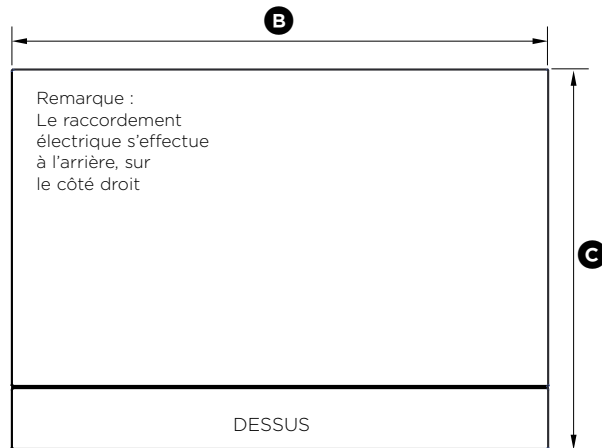 B
Remarque :
Le raccordement
électrique s’effectue
à l’arrière, sur
le côté droit
C
DESSUS